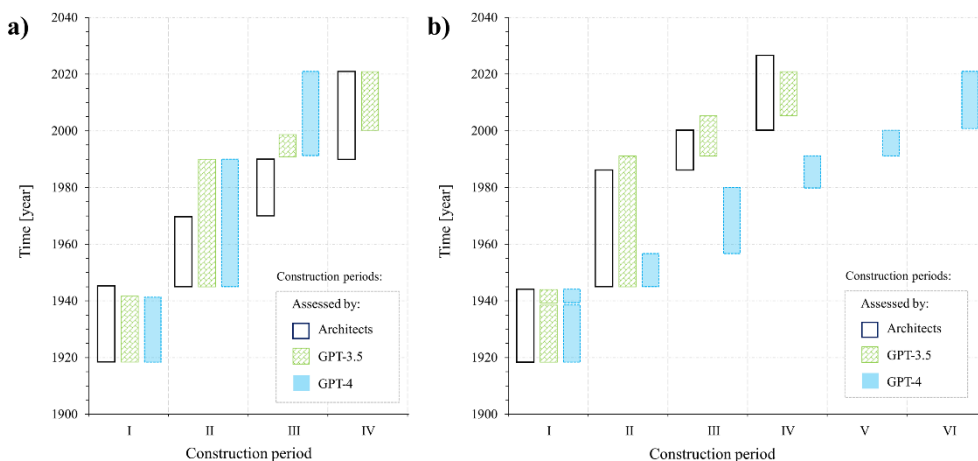 a)
2040
2020
2000
1980
1960
1940
1920
1900
Time [year]
I II III IV
Construction period
Construction periods:
Assessed by:
Architects
GPT-3.5
GPT-4
b)
2040
2020
2000
1980
1960
1940
1920
1900
Time [year]
I II III IV V VI
Construction period
Construction periods:
Assessed by:
Architects
GPT-3.5
GPT-4